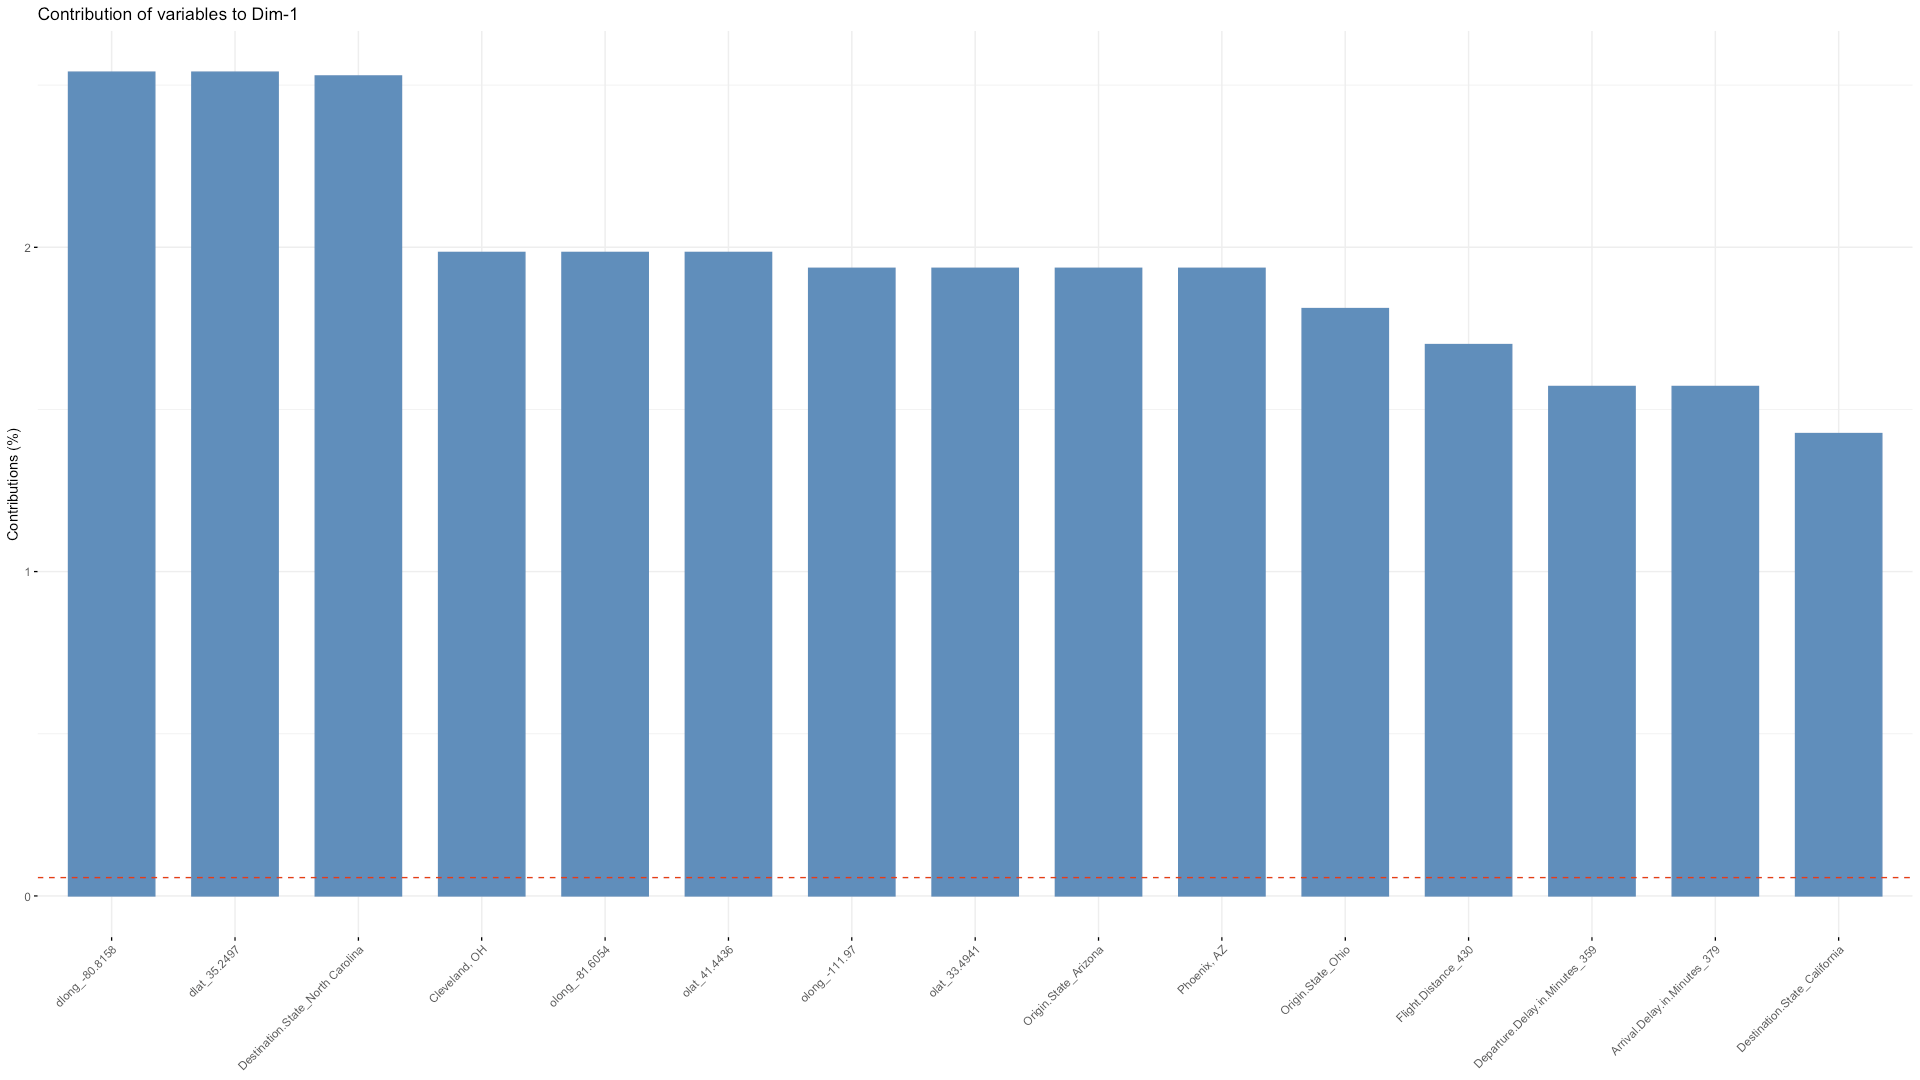 Contribution of variables to Dim-1
Contributions (%)
2
1
0
dlong_-80.8158
dlat_35.2497
Destination.State_North Carolina
Cleveland, OH
olong_-81.6054
olat_41.4436
olong_-111.97
olat_33.4941
Origin.State_Arizona
Phoenix, AZ
Origin.State_Ohio
Flight.Distance_430
Departure.Delay.in.Minutes_359
Arrival.Delay.in.Minutes_379
Destination.State_California